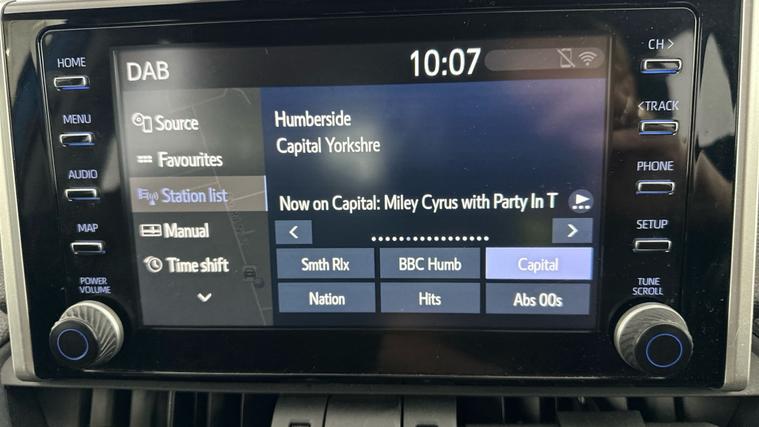 HOME
MENU
AUDIO
MAP
POWER
VOLUME
DAB
10:07
Source
Favourites
Station list
Manual
Time shift
Humberside
Capital Yorkshre
Now on Capital: Miley Cyrus with Party In T
Smth Rlx
BBC Humb
Capital
Nation
Hits
Abs 00s
CH >
< TRACK
PHONE
SETUP
TUNE
SCROLL